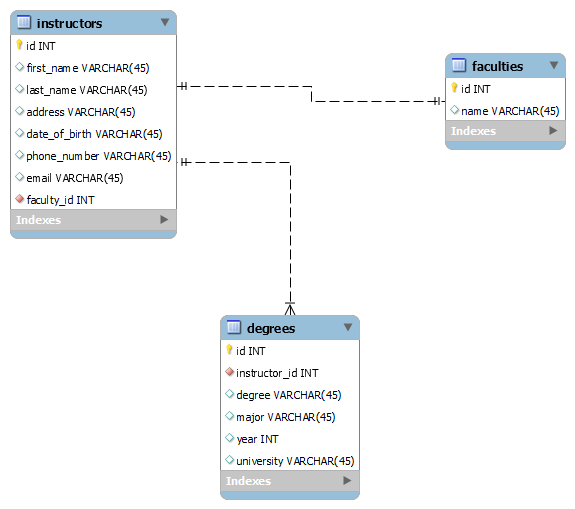 instructors
id INT
first_name VARCHAR(45)
last_name VARCHAR(45)
address VARCHAR(45)
date_of_birth VARCHAR(45)
phone_number VARCHAR(45)
email VARCHAR(45)
faculty_id INT
Indexes
faculties
id INT
name VARCHAR(45)
Indexes
degrees
id INT
instructor_id INT
degree VARCHAR(45)
major VARCHAR(45)
year INT
university VARCHAR(45)
Indexes